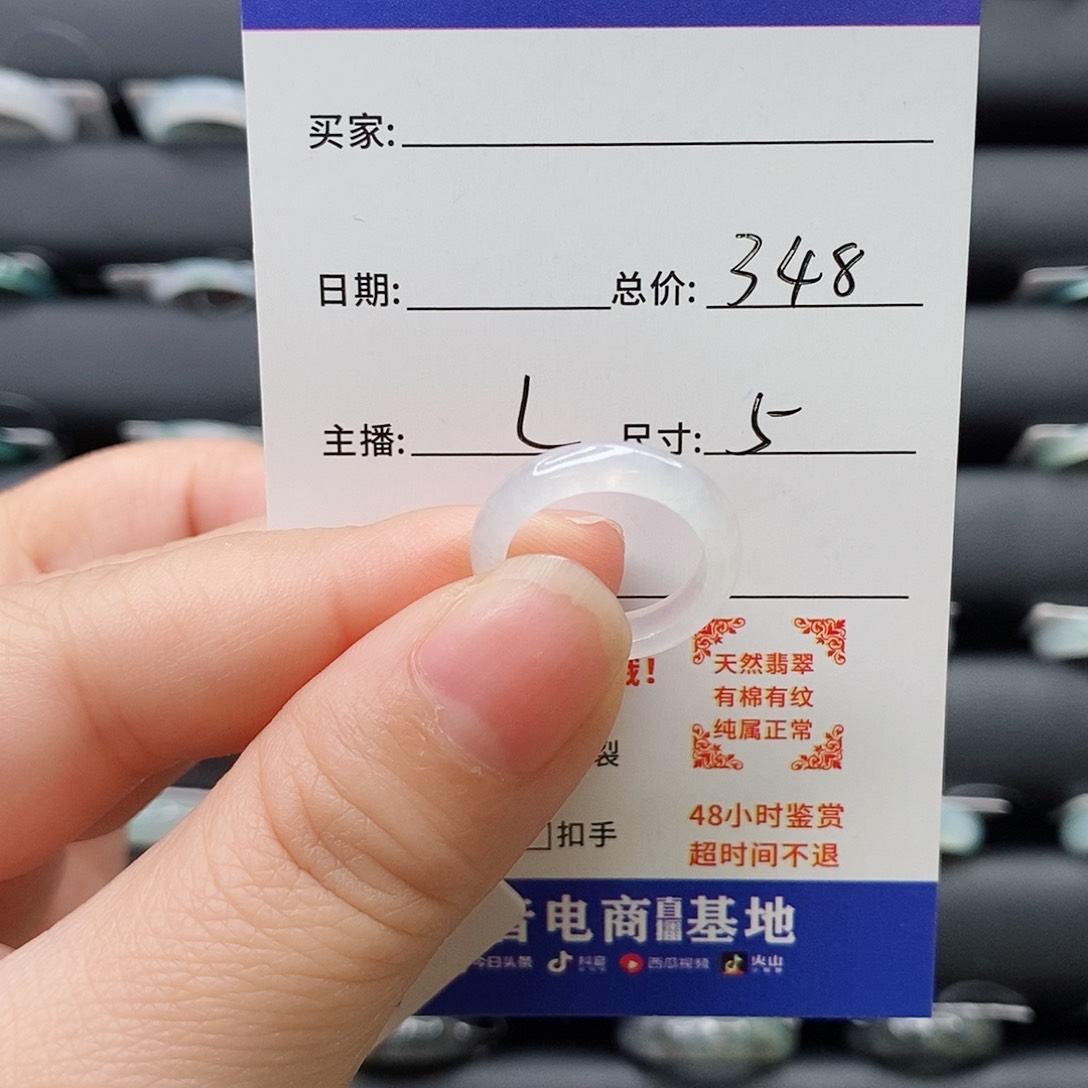 买家:
日期: 总价: 348
主播: L 尺寸: 5
天然翡翠
有棉有纹
纯属正常
裂
扣手
48小时鉴赏
超时间不退
电商直播基地
今日头条 抖音 西瓜视频 火山